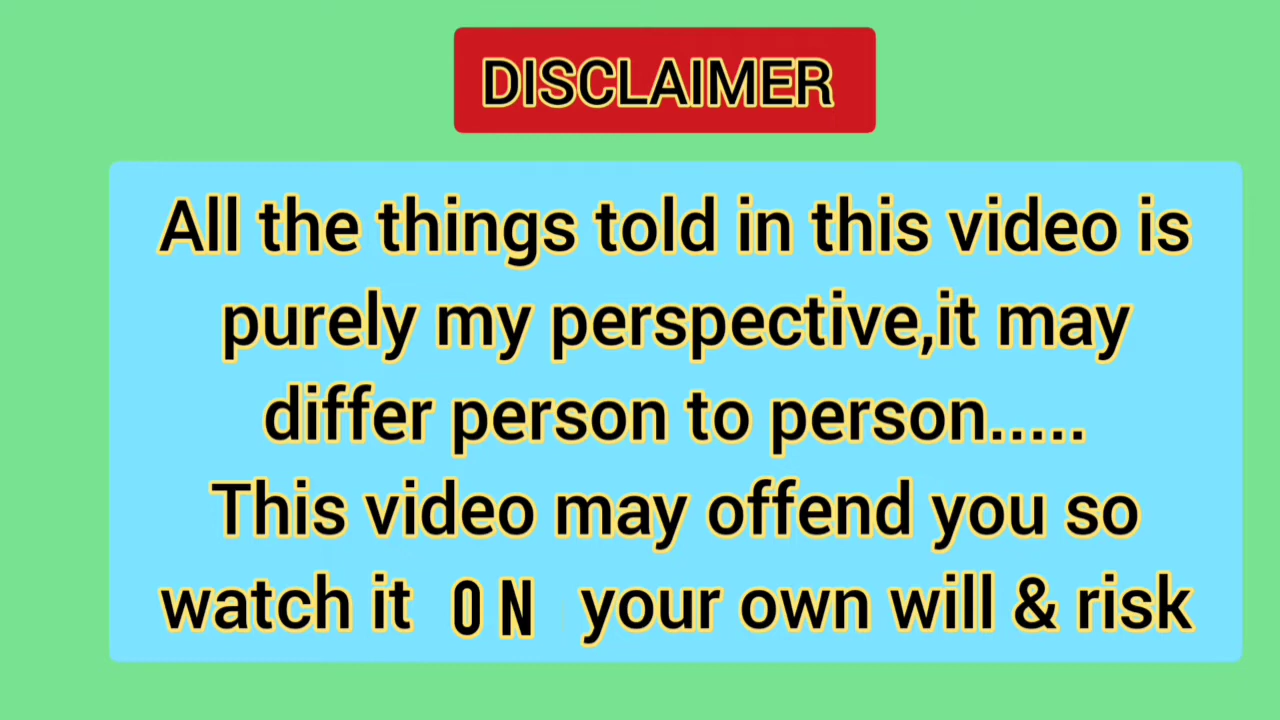 DISCLAIMER
All the things told in this video is
purely my perspective,it may
differ person to person.....
This video may offend you so
watch it ON your own will & risk